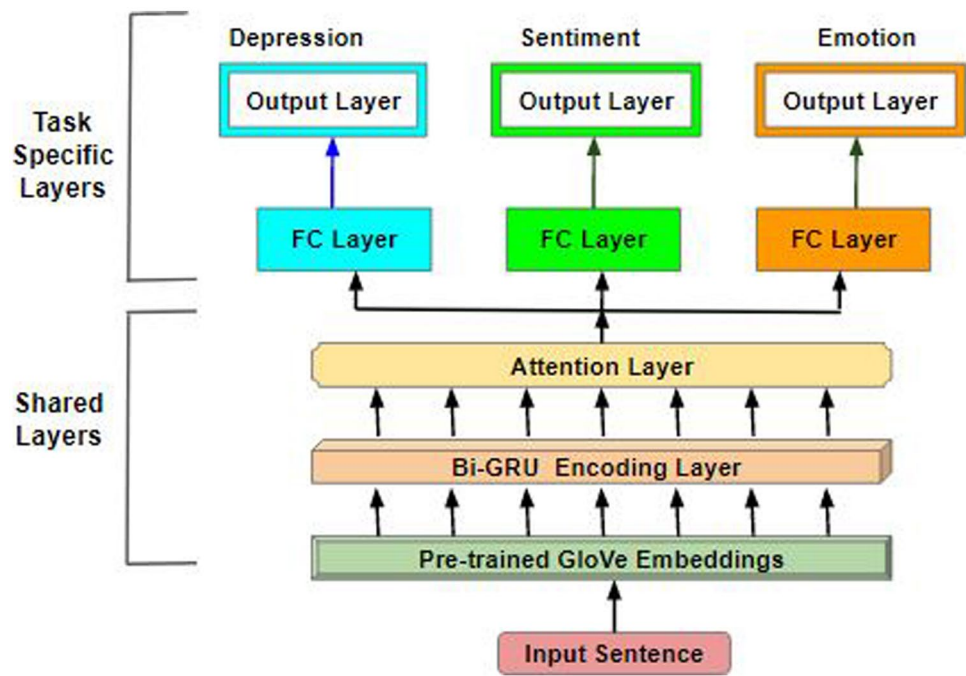 Depression Sentiment Emotion
Output Layer Output Layer Output Layer
Task
Specific
Layers
FC Layer FC Layer FC Layer
Attention Layer
Shared
Layers
Bi-GRU Encoding Layer
Pre-trained GloVe Embeddings
Input Sentence